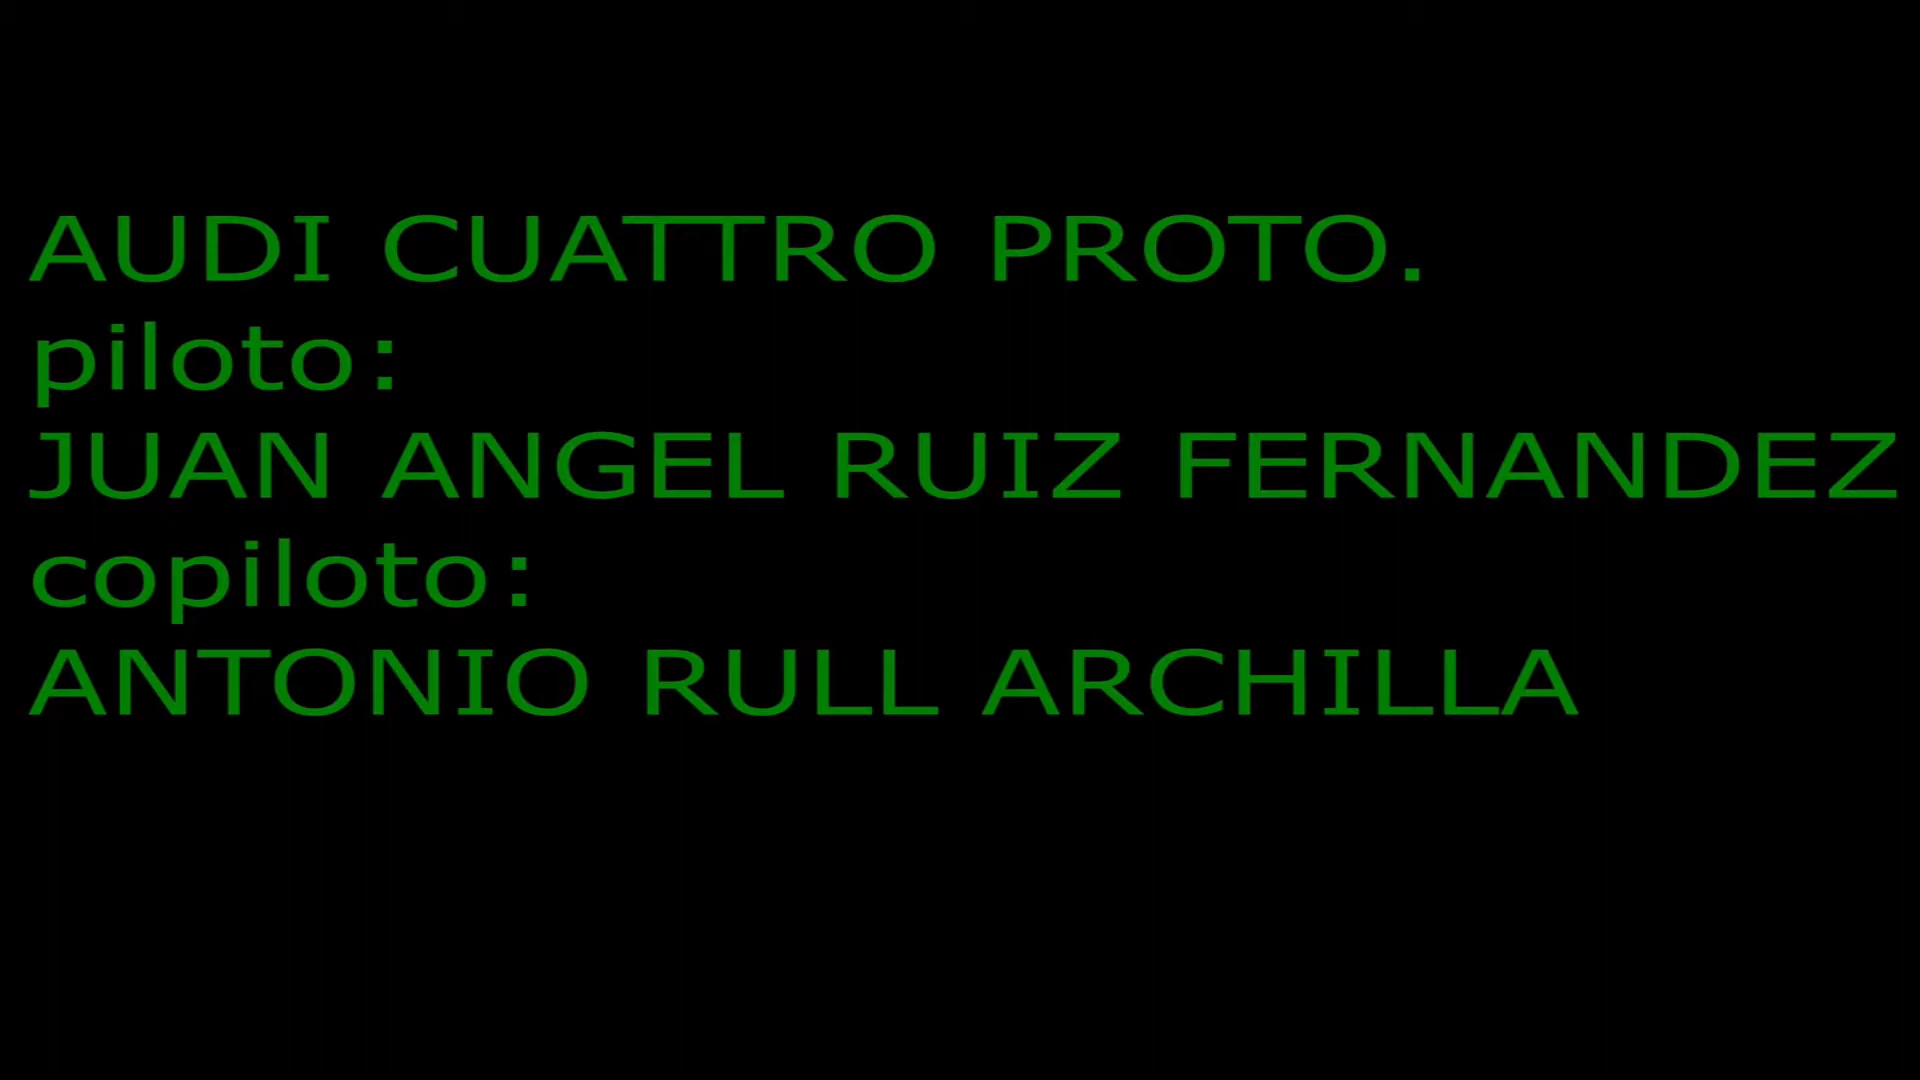 AUDI CUATTRO PROTO.
piloto:
JUAN ANGEL RUIZ FERNANDEZ
copiloto:
ANTONIO RULL ARCHILLA